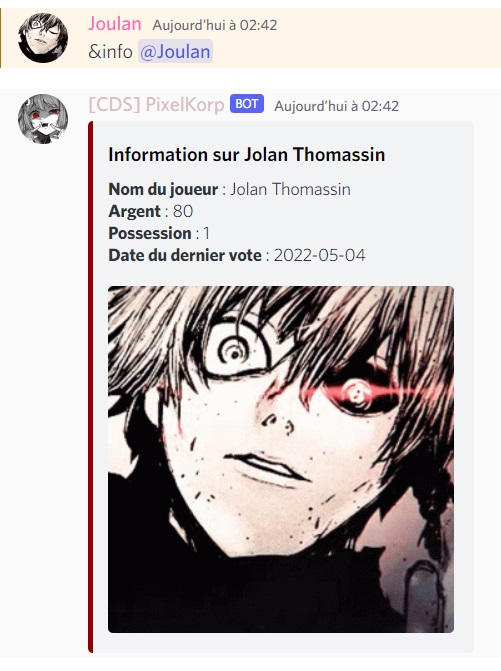 Joulan Aujourd'hui à 02:42
&info @Joulan
[CDS] PixelKorp BOT Aujourd'hui à 02:42
Information sur Jolan Thomassin
Nom du joueur : Jolan Thomassin
Argent : 80
Possession : 1
Date du dernier vote : 2022-05-04